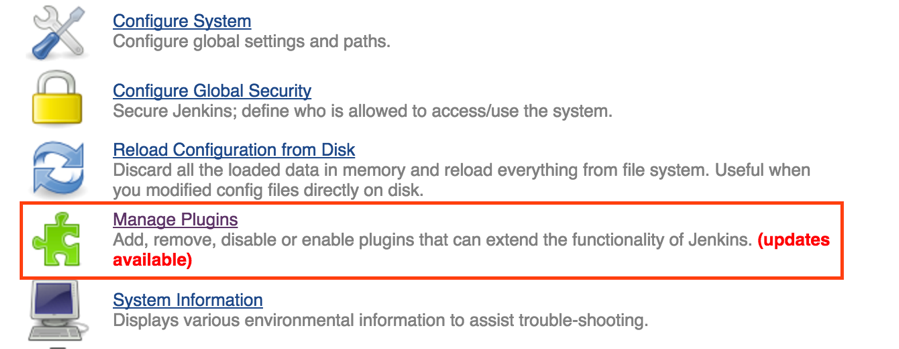 Configure System
Configure global settings and paths.
Configure Global Security
Secure Jenkins; define who is allowed to access/use the system.
Reload Configuration from Disk
Discard all the loaded data in memory and reload everything from file system. Useful when
you modified config files directly on disk.
Manage Plugins
Add, remove, disable or enable plugins that can extend the functionality of Jenkins. (updates
available)
System Information
Displays various environmental information to assist trouble-shooting.